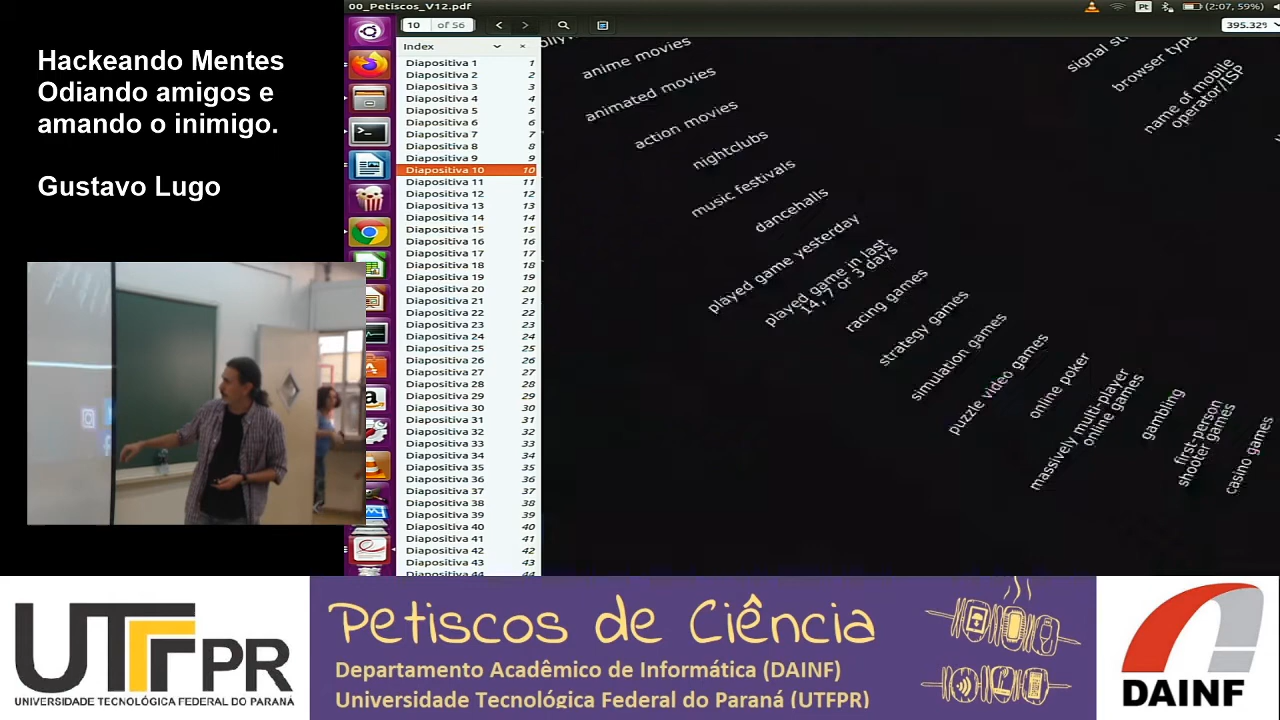 00_Petiscos_V12.pdf
Pt
(2:07, 59%)
10 of 56
395.32%
Hackeando Mentes
Odiando amigos e
amando o inimigo.
Gustavo Lugo
Index
Diapositiva 1 1
Diapositiva 2 2
Diapositiva 3 3
Diapositiva 4 4
Diapositiva 5 5
Diapositiva 6 6
Diapositiva 7 7
Diapositiva 8 8
Diapositiva 9 9
Diapositiva 10 10
Diapositiva 11 11
Diapositiva 12 12
Diapositiva 13 13
Diapositiva 14 14
Diapositiva 15 15
Diapositiva 16 16
Diapositiva 17 17
Diapositiva 18 18
Diapositiva 19 19
Diapositiva 20 20
Diapositiva 21 21
Diapositiva 22 22
Diapositiva 23 23
Diapositiva 24 24
Diapositiva 25 25
Diapositiva 26 26
Diapositiva 27 27
Diapositiva 28 28
Diapositiva 29 29
Diapositiva 30 30
Diapositiva 31 31
Diapositiva 32 32
Diapositiva 33 33
Diapositiva 34 34
Diapositiva 35 35
Diapositiva 36 36
Diapositiva 37 37
Diapositiva 38 38
Diapositiva 39 39
Diapositiva 40 40
Diapositiva 41 41
Diapositiva 42 42
Diapositiva 43 43
Diapositiva 44 44
anime movies
animated movies
action movies
nightclubs
music festivals
dancehalls
played game yesterday
played game in last
14, 7 or 3 days
racing games
strategy games
simulation games
puzzle video games
online poker
massively multi-player
online games
gambling
first-person
shooter games
casino games
signal st
browser type
name of mobile
operator/ISP
UTFPR
UNIVERSIDADE TECNOLÓGICA FEDERAL DO PARANÁ
Petiscos de Ciência
Departamento Acadêmico de Informática (DAINF)
Universidade Tecnológica Federal do Paraná (UTFPR)
DAINF